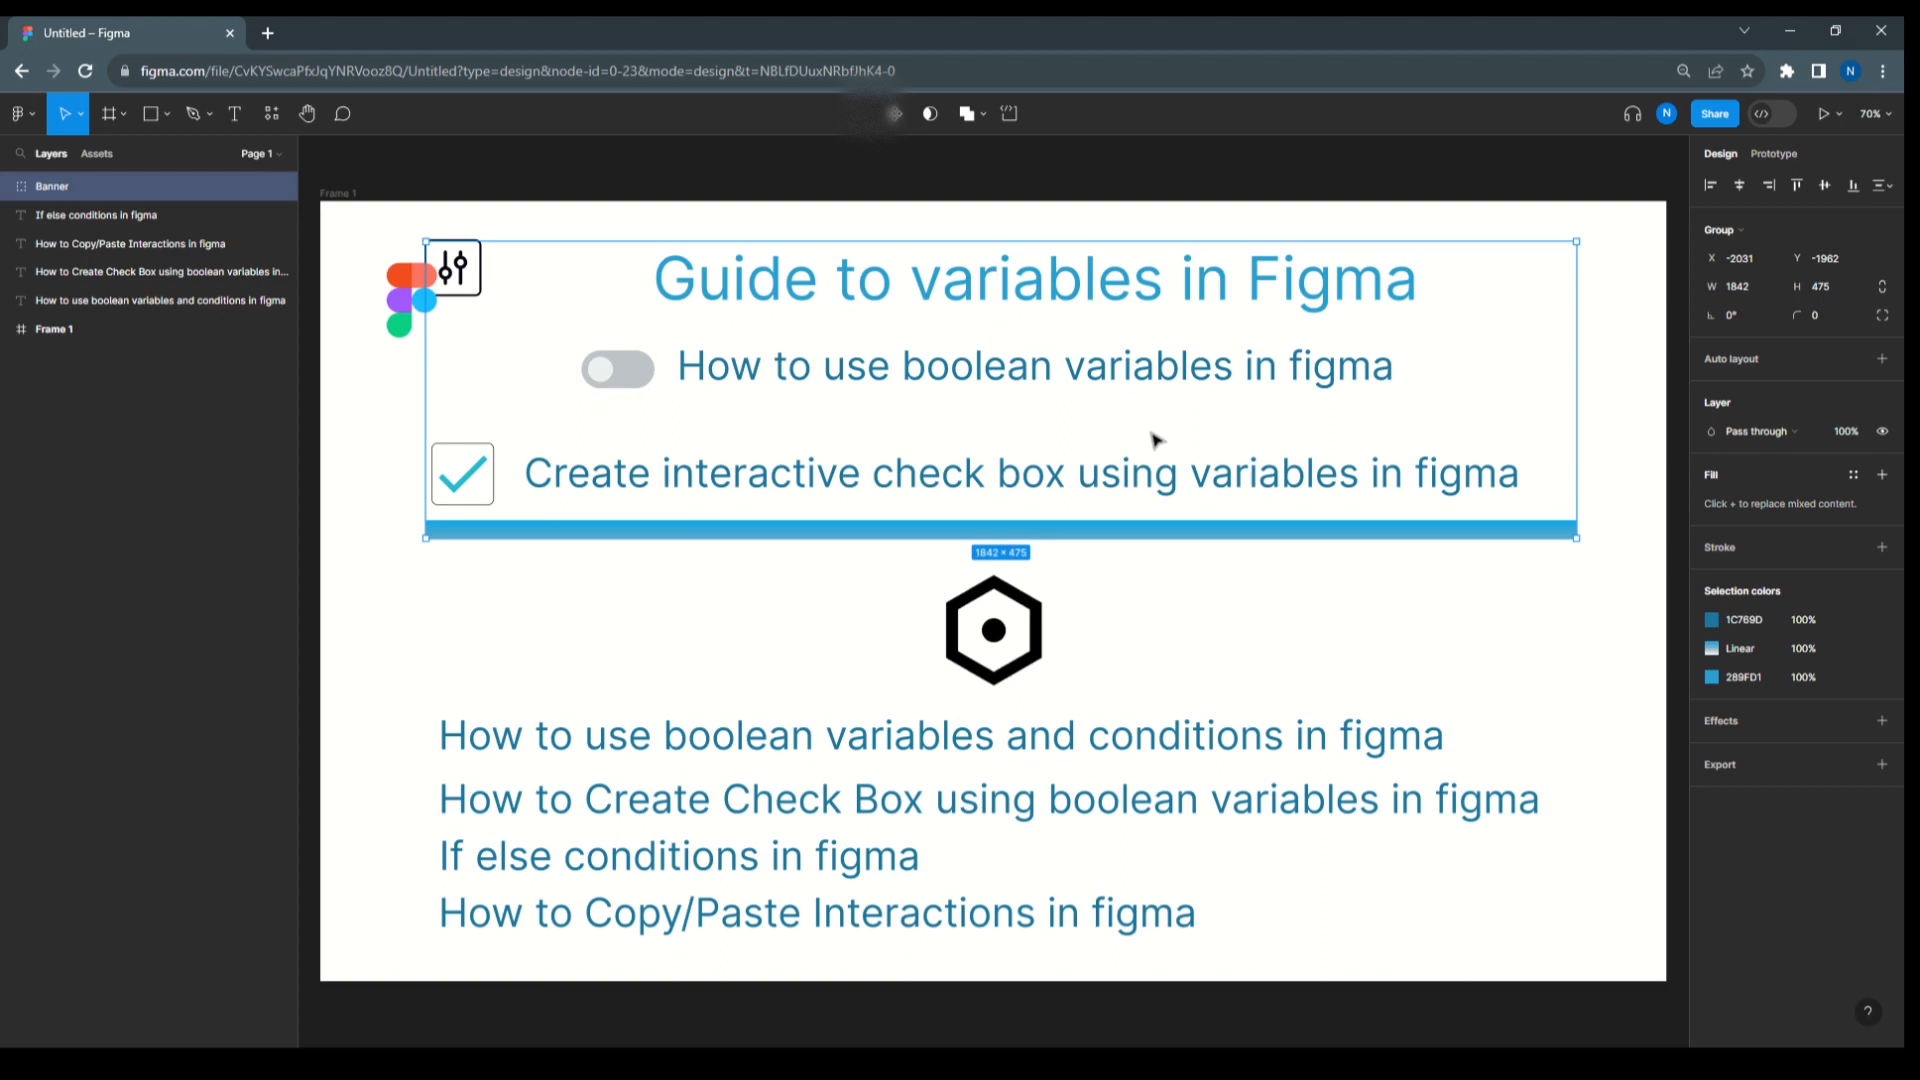 Untitled – Figma
figma.com/file/CvKYSwcaPfxJqYNRVooz8Q/Untitled?type=design&node-id=0-23&mode=design&t=NBLfDUuxNRbfJhK4-0
N
N
Share
70%
Layers
Assets
Page 1
Banner
If else conditions in figma
How to Copy/Paste Interactions in figma
How to Create Check Box using boolean variables in...
How to use boolean variables and conditions in figma
Frame 1
Frame 1
Guide to variables in Figma
How to use boolean variables in figma
Create interactive check box using variables in figma
1842 × 475
How to use boolean variables and conditions in figma
How to Create Check Box using boolean variables in figma
If else conditions in figma
How to Copy/Paste Interactions in figma
Design
Prototype
Group
X -2031
Y -1962
W 1842
H 475
0°
0
Auto layout
Layer
Pass through
100%
Fill
Click + to replace mixed content.
Stroke
Selection colors
1C769D 100%
Linear 100%
289FD1 100%
Effects
Export
?